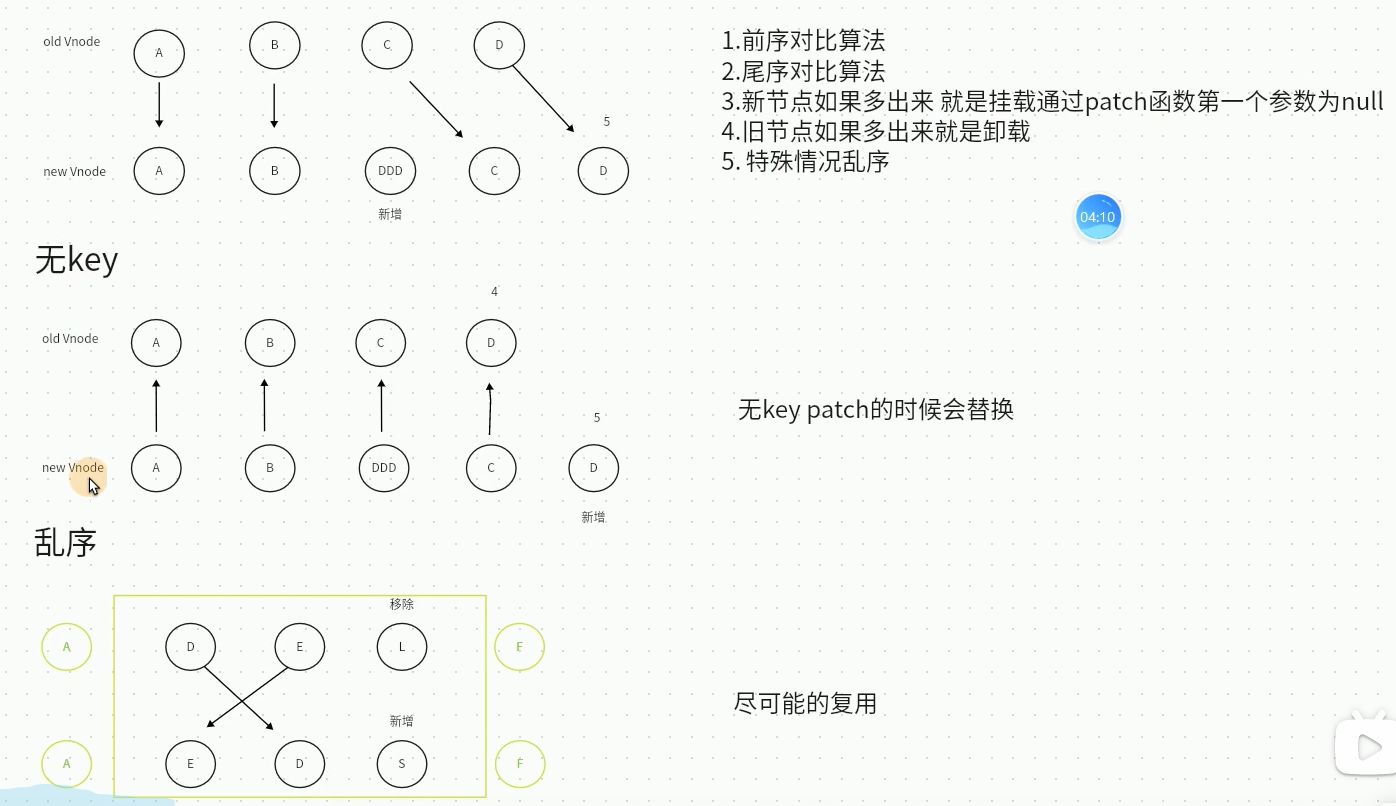 old Vnode
A
B
C
D
5
new Vnode
A
B
DDD
C
D
新增
1.前序对比算法
2.尾序对比算法
3.新节点如果多出来 就是挂载通过patch函数第一个参数为null
4.旧节点如果多出来就是卸载
5. 特殊情况乱序
04:10
无key
4
old Vnode
A
B
C
D
5
new Vnode
A
B
DDD
C
D
新增
无key patch的时候会替换
乱序
移除
A
D
E
L
F
新增
A
E
D
S
F
尽可能的复用